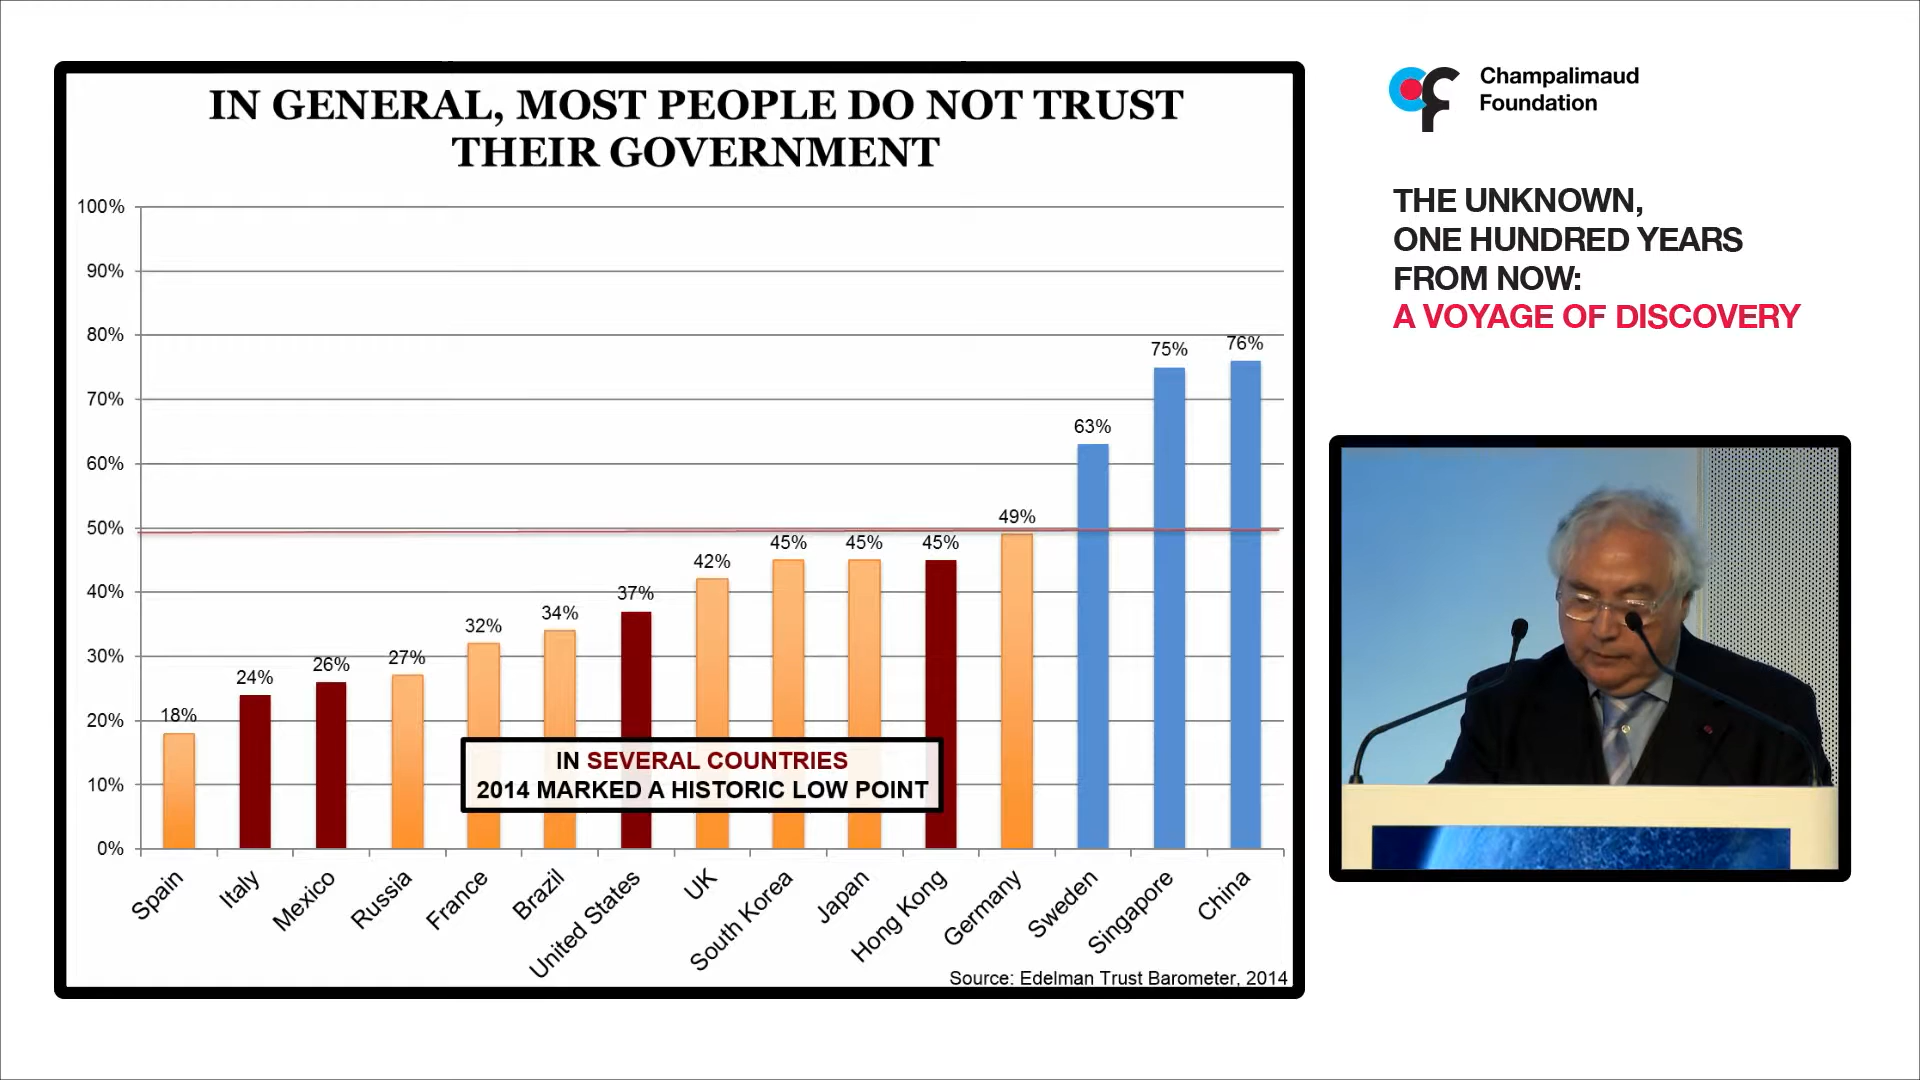 IN GENERAL, MOST PEOPLE DO NOT TRUST
THEIR GOVERNMENT
100%
90%
80%
70%
60%
50%
40%
30%
20%
10%
0%
18%
24%
26%
27%
32%
34%
37%
42%
45%
45%
45%
49%
63%
75%
76%
IN SEVERAL COUNTRIES
2014 MARKED A HISTORIC LOW POINT
Spain
Italy
Mexico
Russia
France
Brazil
United States
UK
South Korea
Japan
Hong Kong
Germany
Sweden
Singapore
China
Source: Edelman Trust Barometer, 2014
cf
Champalimaud
Foundation
THE UNKNOWN,
ONE HUNDRED YEARS
FROM NOW:
A VOYAGE OF DISCOVERY